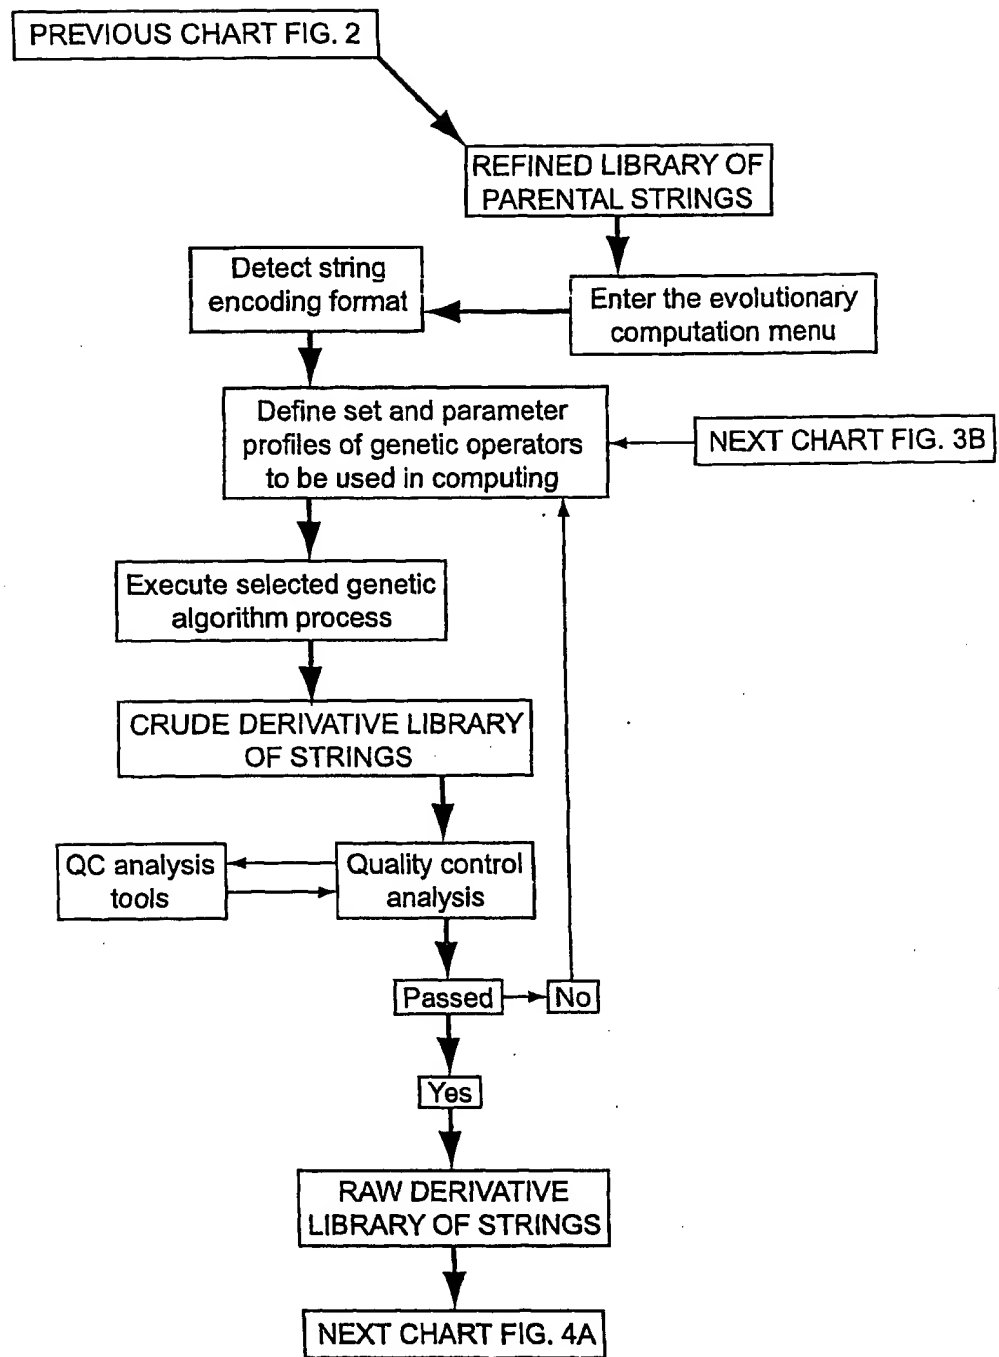 PREVIOUS CHART FIG. 2
REFINED LIBRARY OF
PARENTAL STRINGS
Detect string
encoding format
Enter the evolutionary
computation menu
Define set and parameter
profiles of genetic operators
to be used in computing
NEXT CHART FIG. 3B
Execute selected genetic
algorithm process
CRUDE DERIVATIVE LIBRARY
OF STRINGS
QC analysis
tools
Quality control
analysis
Passed
No
Yes
RAW DERIVATIVE
LIBRARY OF STRINGS
NEXT CHART FIG. 4A